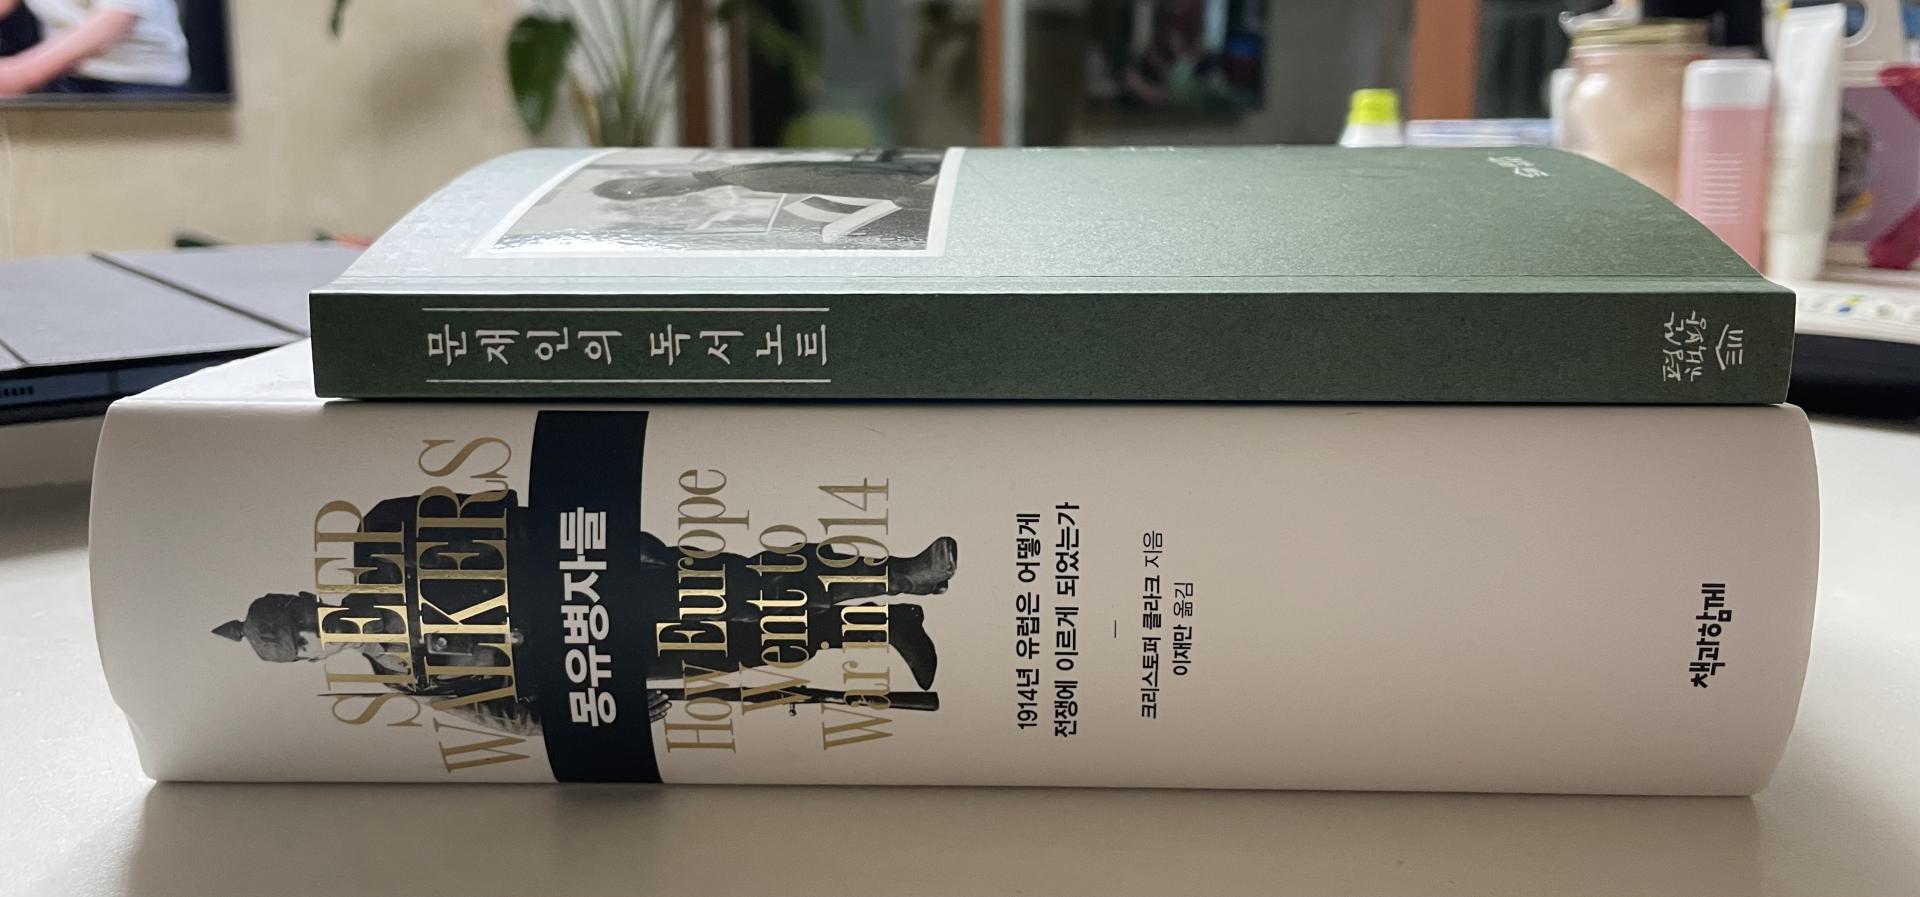 문재인의 독서 노트
평산
책방
SLEEP
WALKERS
몽유병자들
How Europe
Went to
War in 1914
1914년 유럽은 어떻게
전쟁에 이르게 되었는가
크리스토퍼 클라크 지음
이재만 옮김
책과함께